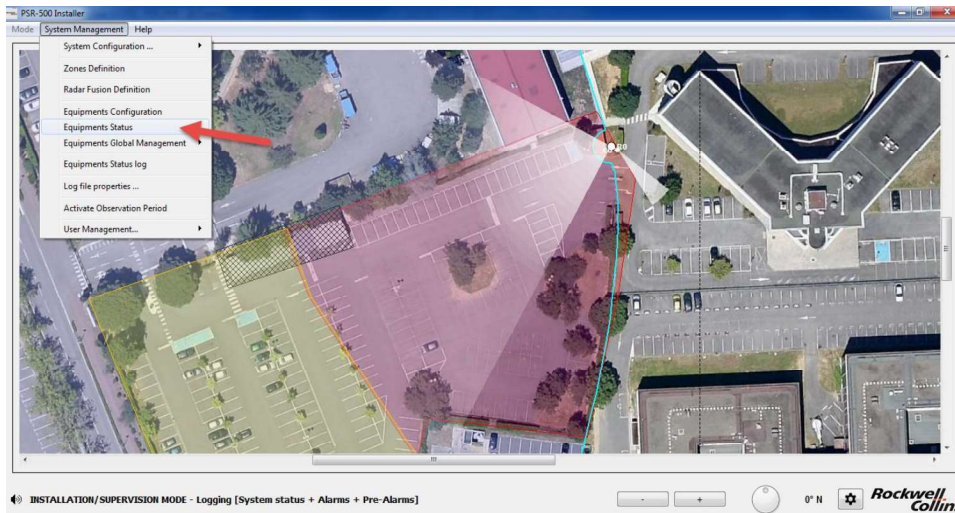 PSR-500 Installer
Mode System Management Help
System Configuration ...
Zones Definition
Radar Fusion Definition
Equipments Configuration
Equipments Status
Equipments Global Management
Equipments Status log
Log file properties ...
Activate Observation Period
User Management...
INSTALLATION/SUPERVISION MODE - Logging [System status + Alarms + Pre-Alarms]
- +
0° N
Rockwell
Collin